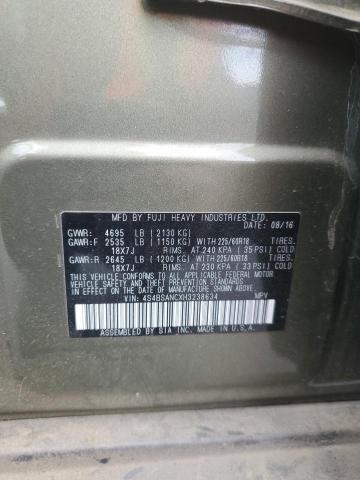 MFD. BY FUJI HEAVY INDUSTRIES LTD.
DATE: 08/16
GVWR: 4695 LB (2130 KG)
GAWR:F 2535 LB (1150 KG) WITH 225/60R18 TIRES.
18X7J RIMS. AT 240 KPA (35 PSI) COLD
GAWR:R 2645 LB (1200 KG) WITH 225/60R18 TIRES.
18X7J RIMS. AT 230 KPA (33 PSI) COLD
THIS VEHICLE CONFORMS TO ALL APPLICABLE FEDERAL
MOTOR VEHICLE SAFETY AND THEFT PREVENTION STANDARDS
IN EFFECT ON THE DATE OF MANUFACTURE SHOWN ABOVE.
VIN: 4S4BSANCXH3238634 MPV
ASSEMBLED BY SIA INC. MADE IN U.S.A.